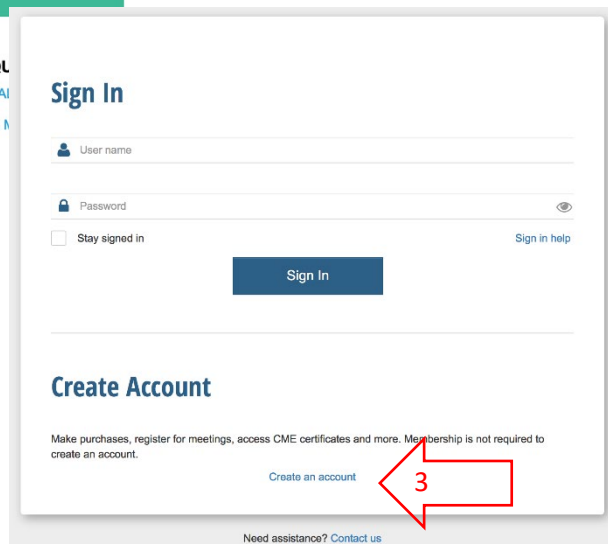 Sign In
User name
Password
Stay signed in
Sign in help
Sign In
Create Account
Make purchases, register for meetings, access CME certificates and more. Membership is not required to
create an account.
Create an account
3
Need assistance? Contact us